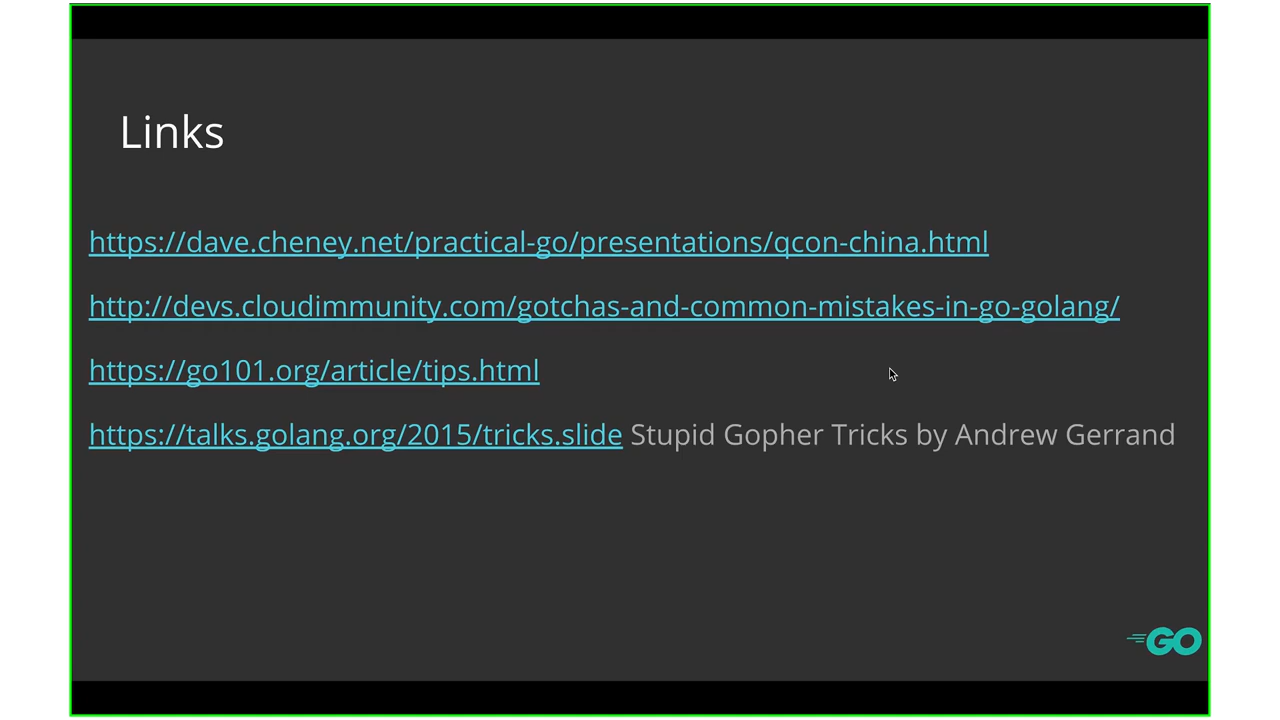 Links
https://dave.cheney.net/practical-go/presentations/qcon-china.html
http://devs.cloudimmunity.com/gotchas-and-common-mistakes-in-go-golang/
https://go101.org/article/tips.html
https://talks.golang.org/2015/tricks.slide Stupid Gopher Tricks by Andrew Gerrand
GO